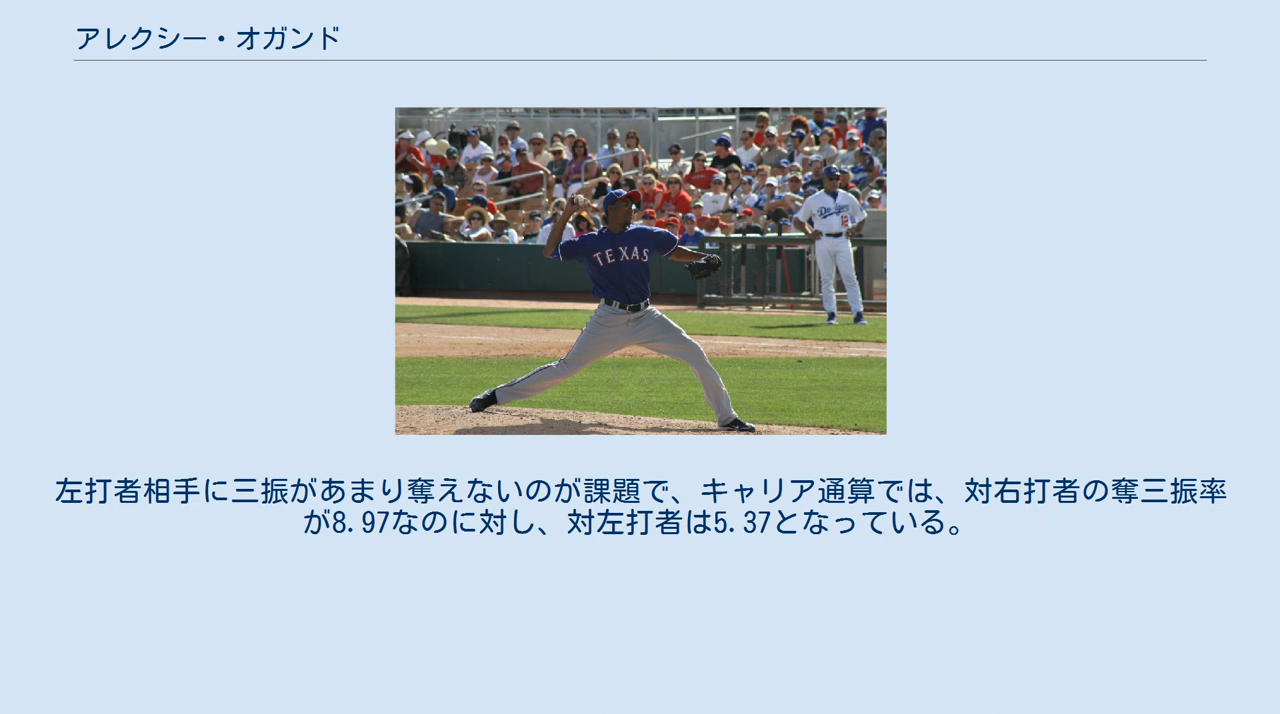 アレクシー・オガンド
TEXAS
Dodgers
左打者相手に三振があまり奪えないのが課題で、キャリア通算では、対右打者の奪三振率
が8.97なのに対し、対左打者は5.37となっている。